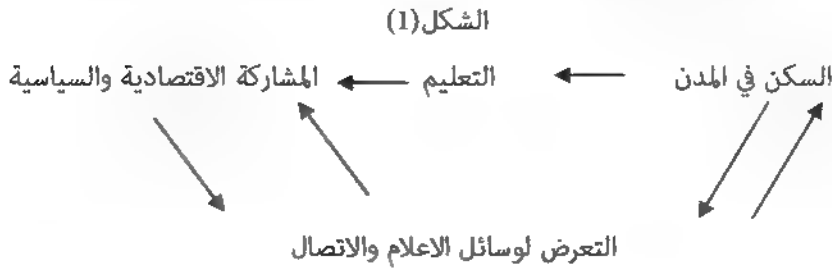 الشكل(1)
السكن في المدن التعليم المشاركة الاقتصادية والسياسية
التعرض لوسائل الاعلام والاتصال